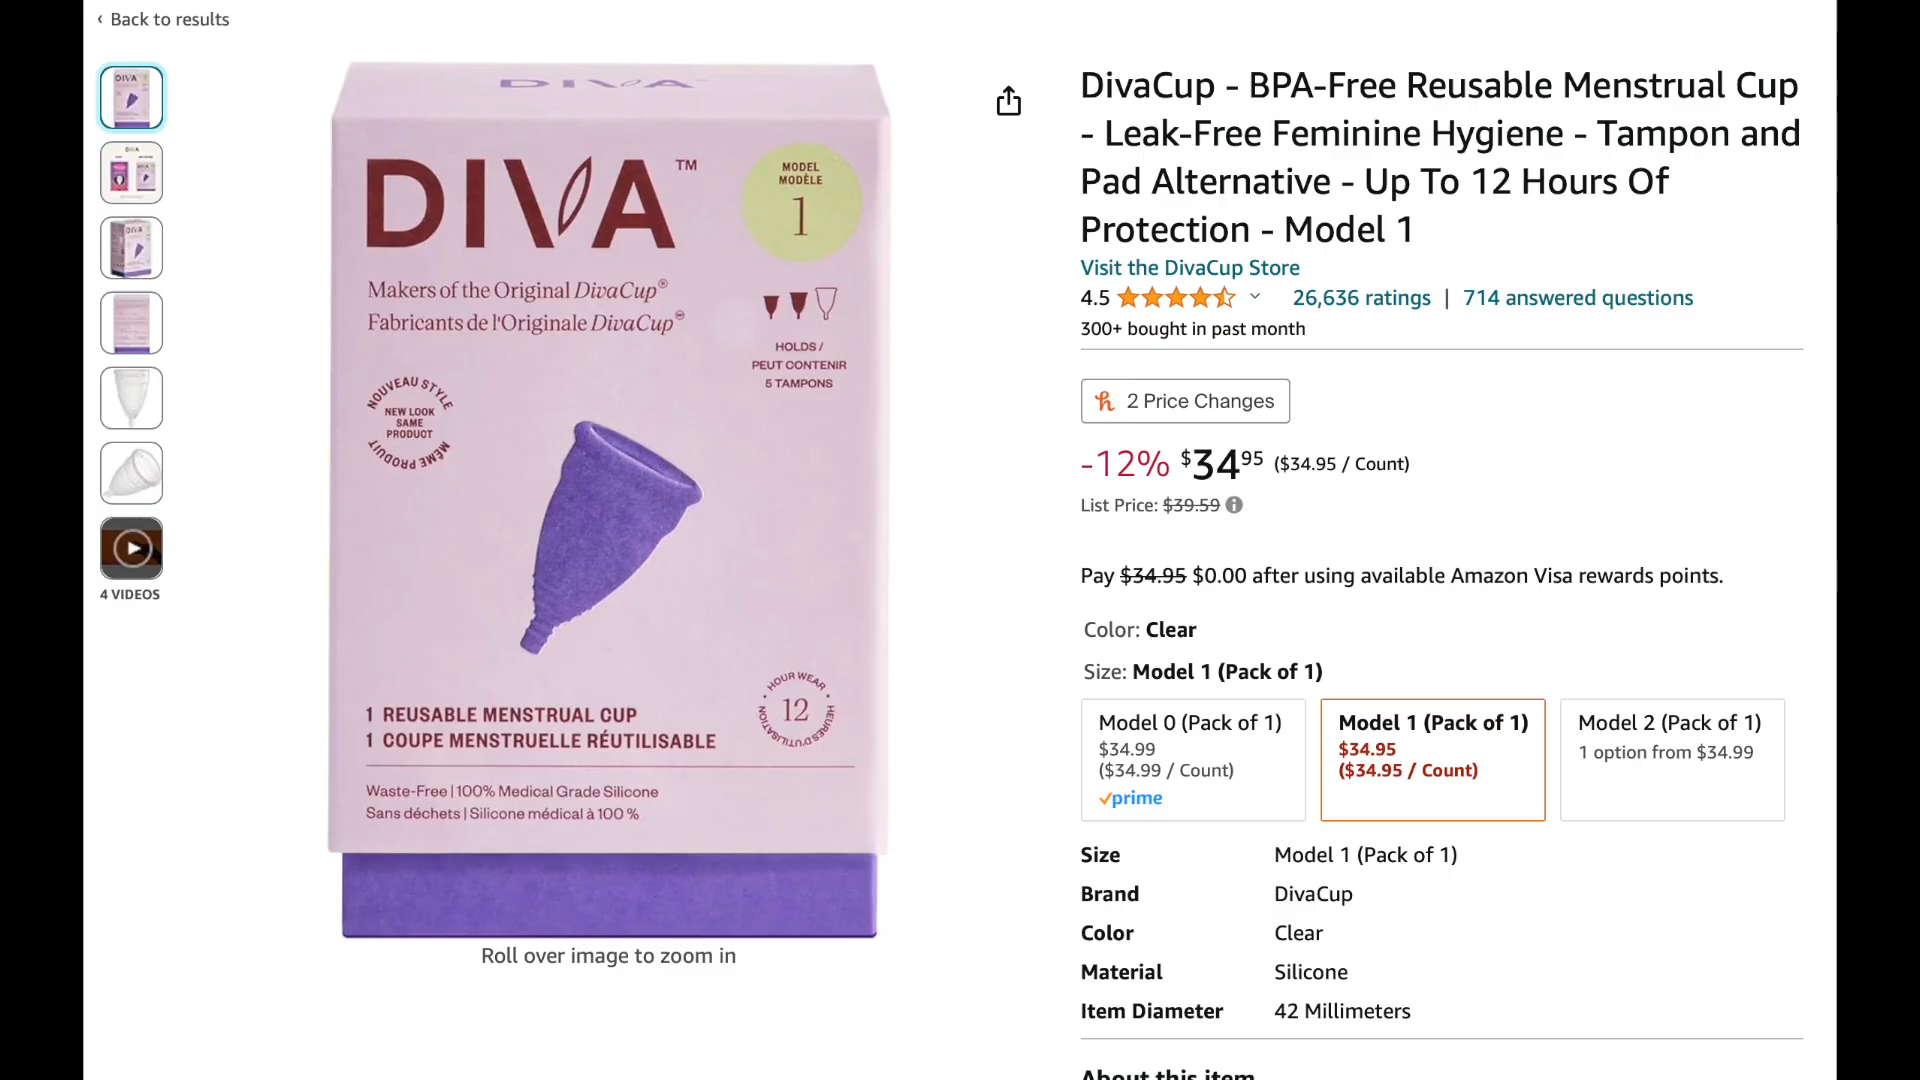 ‹ Back to results
4 VIDEOS
DIVA
DIVA™
MODEL
MODÈLE
1
Makers of the Original DivaCup®
Fabricants de l'Originale DivaCup®
HOLDS /
PEUT CONTENIR
5 TAMPONS
NOUVEAU STYLE
NEW LOOK
SAME
PRODUCT
MÊME PRODUIT
1 REUSABLE MENSTRUAL CUP
1 COUPE MENSTRUELLE RÉUTILISABLE
HOUR WEAR
12
HEURES D'UTILISATION
Waste-Free | 100% Medical Grade Silicone
Sans déchets | Silicone médical à 100 %
Roll over image to zoom in
DivaCup - BPA-Free Reusable Menstrual Cup
- Leak-Free Feminine Hygiene - Tampon and
Pad Alternative - Up To 12 Hours Of
Protection - Model 1
Visit the DivaCup Store
4.5 26,636 ratings | 714 answered questions
300+ bought in past month
2 Price Changes
-12% $34.95 ($34.95 / Count)
List Price: $39.59
Pay $34.95 $0.00 after using available Amazon Visa rewards points.
Color: Clear
Size: Model 1 (Pack of 1)
Model 0 (Pack of 1)
$34.99
($34.99 / Count)
prime
Model 1 (Pack of 1)
$34.95
($34.95 / Count)
Model 2 (Pack of 1)
1 option from $34.99
Size Model 1 (Pack of 1)
Brand DivaCup
Color Clear
Material Silicone
Item Diameter 42 Millimeters
About this item